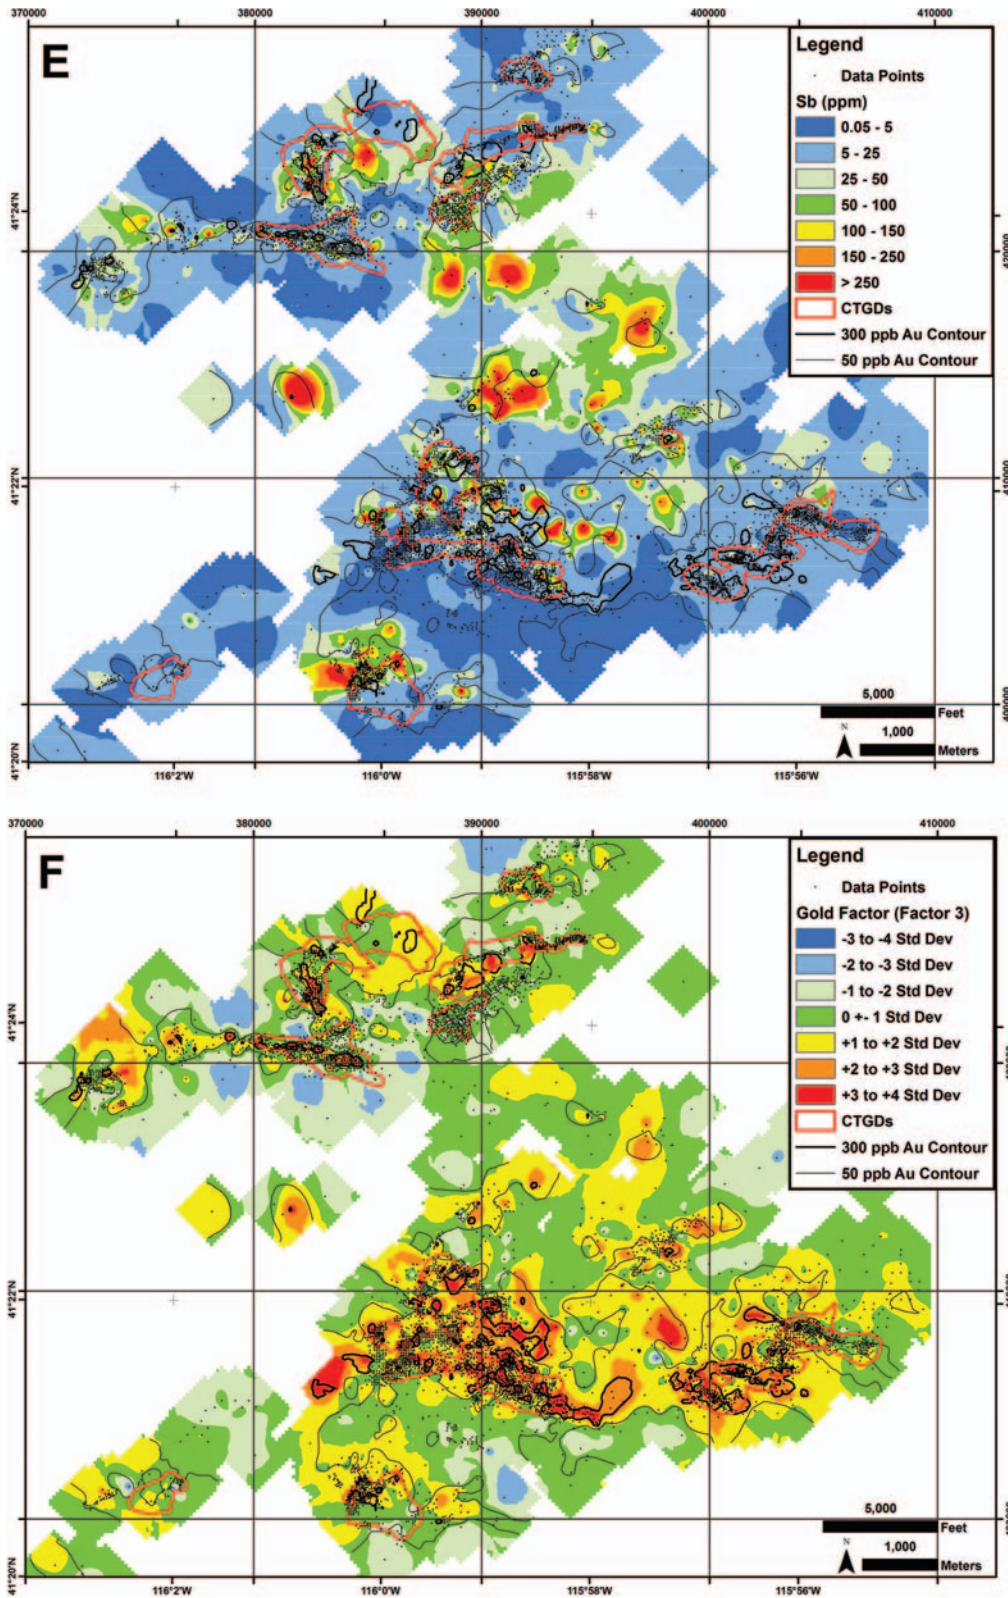 370000 380000 390000 400000 410000
E
Legend
Data Points
Sb (ppm)
0.05 - 5
5 - 25
25 - 50
50 - 100
100 - 150
150 - 250
> 250
CTGDs
300 ppb Au Contour
50 ppb Au Contour
41°24'N
41°22'N
41°20'N
420000
410000
400000
5,000
Feet
N
1,000
Meters
116°2'W 116°0'W 115°58'W 115°56'W
370000 380000 390000 400000 410000
F
Legend
Data Points
Gold Factor (Factor 3)
-3 to -4 Std Dev
-2 to -3 Std Dev
-1 to -2 Std Dev
0 +- 1 Std Dev
+1 to +2 Std Dev
+2 to +3 Std Dev
+3 to +4 Std Dev
CTGDs
300 ppb Au Contour
50 ppb Au Contour
41°24'N
41°22'N
41°20'N
5,000
Feet
N
1,000
Meters
116°2'W 116°0'W 115°58'W 115°56'W